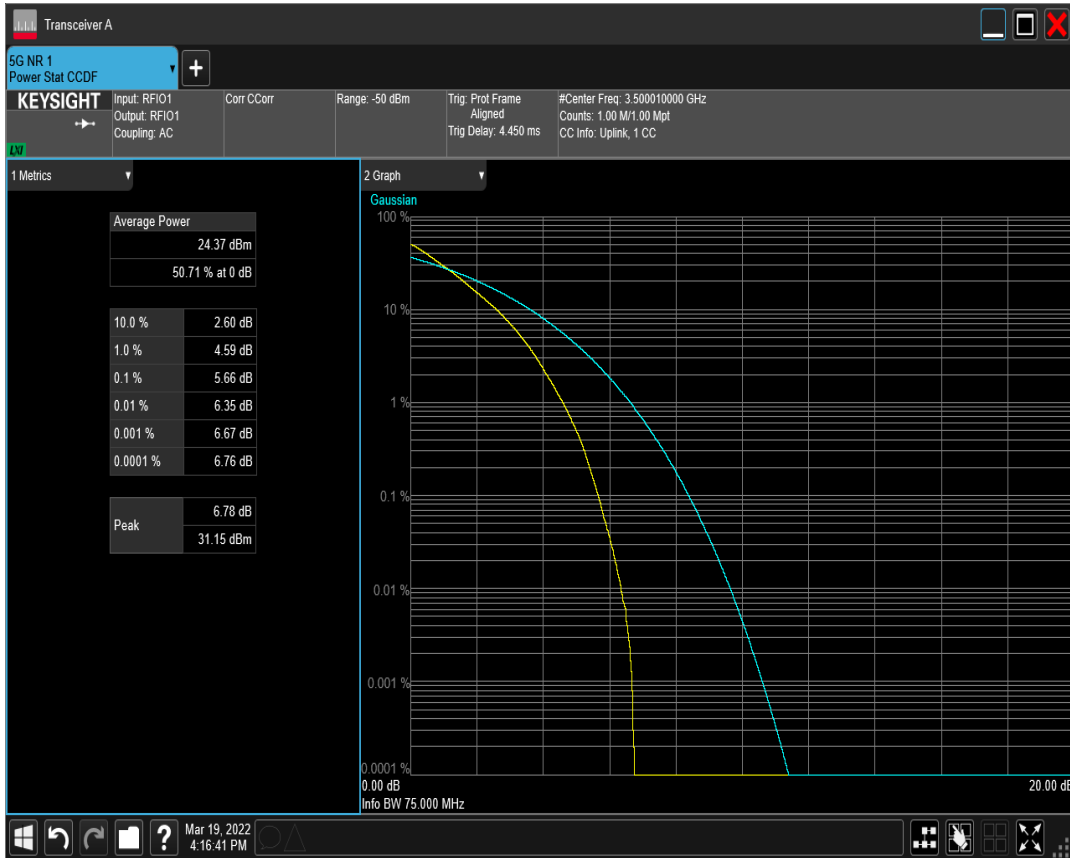 Transceiver A
5G NR 1
Power Stat CCDF
+
KEYSIGHT
LXI
Input: RFIO1
Output: RFIO1
Coupling: AC
Corr CCorr
Range: -50 dBm
Trig: Prot Frame
Aligned
Trig Delay: 4.450 ms
#Center Freq: 3.500010000 GHz
Counts: 1.00 M/1.00 Mpt
CC Info: Uplink, 1 CC
1 Metrics
Average Power
24.37 dBm
50.71 % at 0 dB
10.0 % 2.60 dB
1.0 % 4.59 dB
0.1 % 5.66 dB
0.01 % 6.35 dB
0.001 % 6.67 dB
0.0001 % 6.76 dB
Peak 6.78 dB
31.15 dBm
2 Graph
Gaussian
100 %
10 %
1 %
0.1 %
0.01 %
0.001 %
0.0001 %
0.00 dB 20.00 dB
Info BW 75.000 MHz
?
Mar 19, 2022
4:16:41 PM